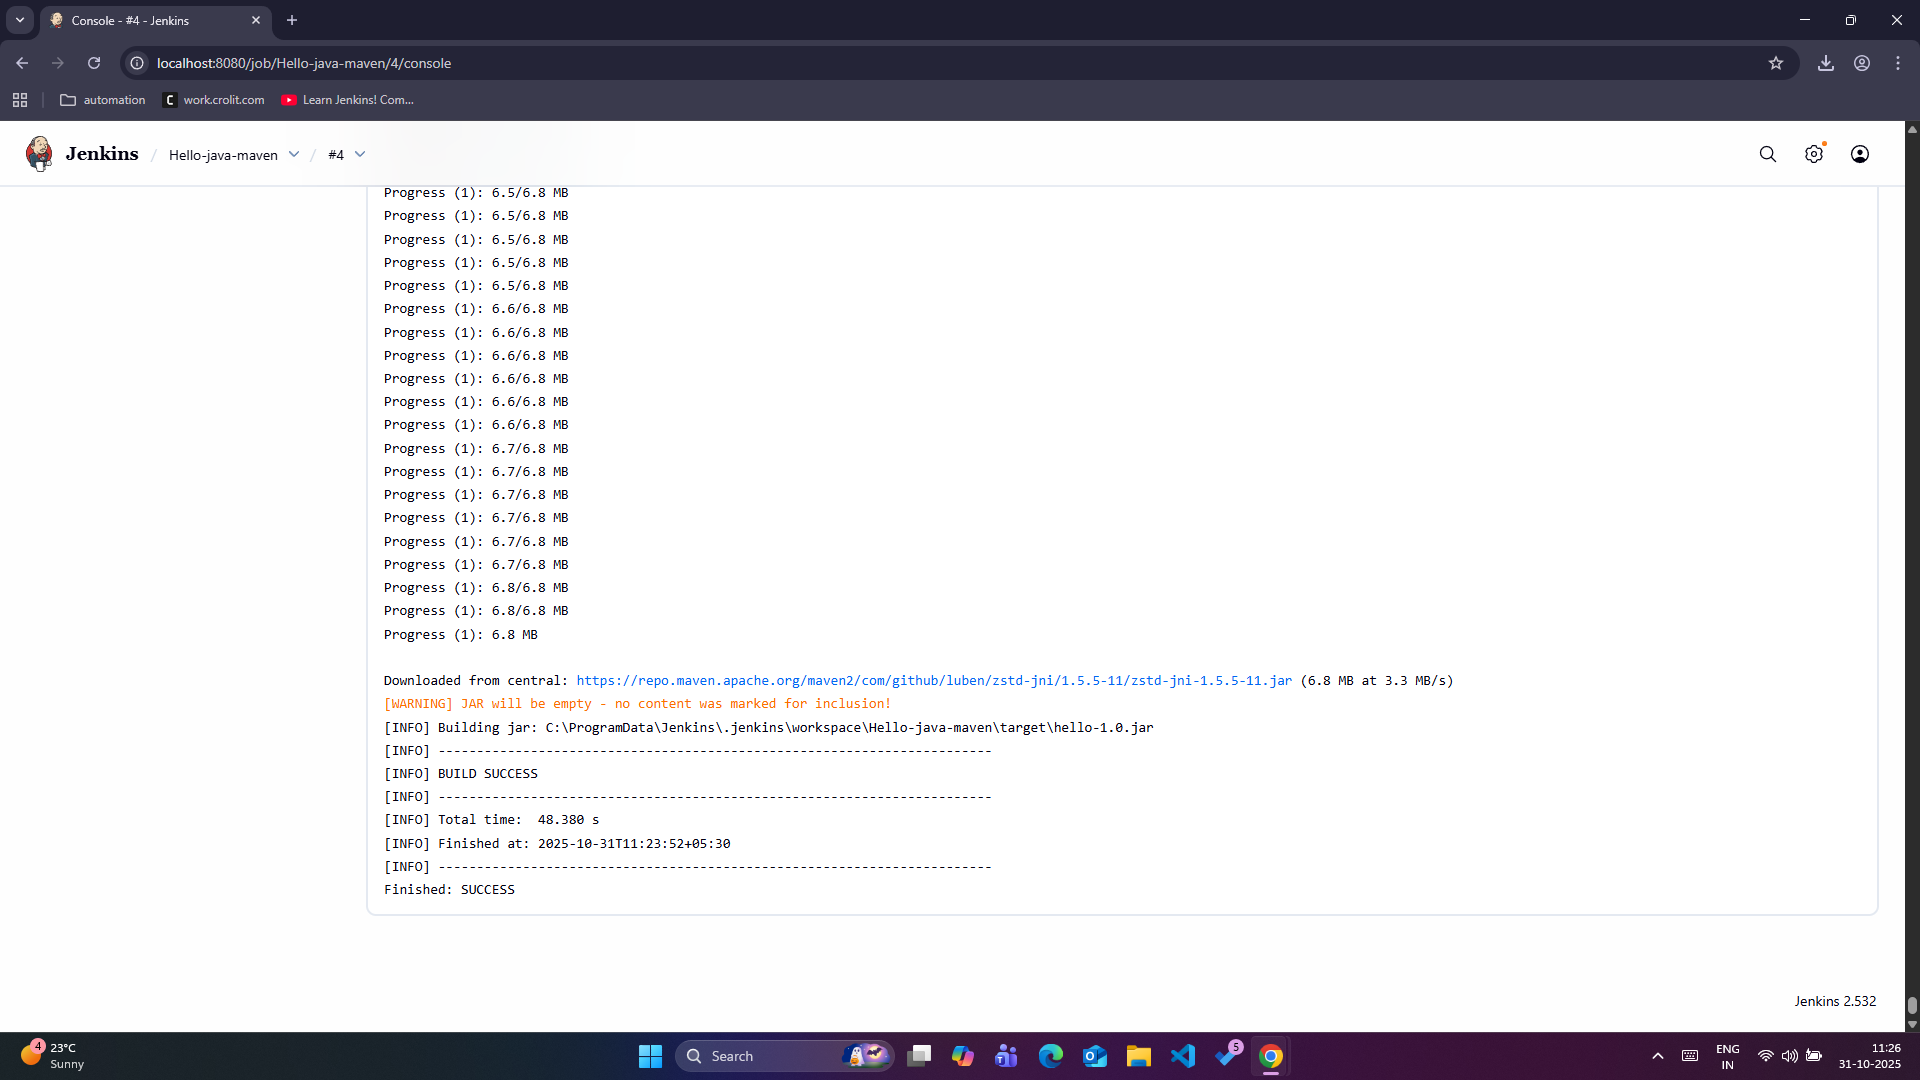 Console - #4 - Jenkins
localhost:8080/job/Hello-java-maven/4/console
automation
work.crolit.com
Learn Jenkins! Com...
Jenkins / Hello-java-maven / #4
Progress (1): 6.5/6.8 MB
Progress (1): 6.5/6.8 MB
Progress (1): 6.5/6.8 MB
Progress (1): 6.5/6.8 MB
Progress (1): 6.5/6.8 MB
Progress (1): 6.6/6.8 MB
Progress (1): 6.6/6.8 MB
Progress (1): 6.6/6.8 MB
Progress (1): 6.6/6.8 MB
Progress (1): 6.6/6.8 MB
Progress (1): 6.6/6.8 MB
Progress (1): 6.7/6.8 MB
Progress (1): 6.7/6.8 MB
Progress (1): 6.7/6.8 MB
Progress (1): 6.7/6.8 MB
Progress (1): 6.7/6.8 MB
Progress (1): 6.7/6.8 MB
Progress (1): 6.8/6.8 MB
Progress (1): 6.8/6.8 MB
Progress (1): 6.8 MB
Downloaded from central: https://repo.maven.apache.org/maven2/com/github/luben/zstd-jni/1.5.5-11/zstd-jni-1.5.5-11.jar (6.8 MB at 3.3 MB/s)
[WARNING] JAR will be empty - no content was marked for inclusion!
[INFO] Building jar: C:\ProgramData\Jenkins\.jenkins\workspace\Hello-java-maven\target\hello-1.0.jar
[INFO] ------------------------------------------------------------------------
[INFO] BUILD SUCCESS
[INFO] ------------------------------------------------------------------------
[INFO] Total time:  48.380 s
[INFO] Finished at: 2025-10-31T11:23:52+05:30
[INFO] ------------------------------------------------------------------------
Finished: SUCCESS
Jenkins 2.532
4
23°C
Sunny
Search
5
ENG
IN
11:26
31-10-2025